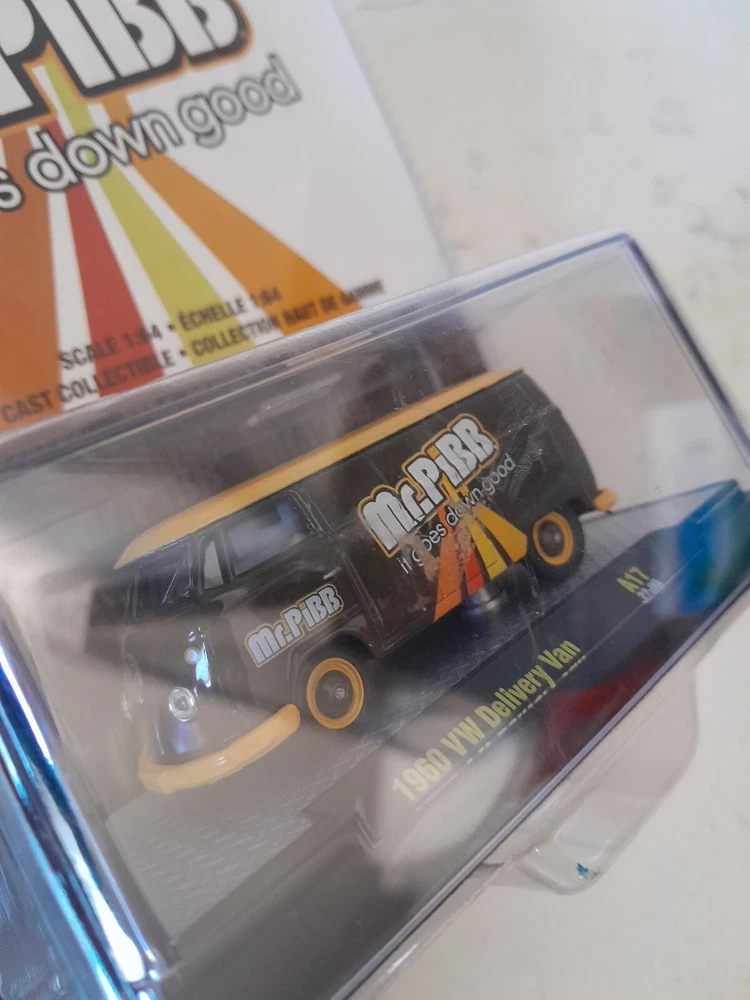 PiBB
s down good
SCALE 1:64 • ÉCHELLE 1:64
CAST COLLECTIBLE • COLLECTION HAUT DE GAMME
Mr.PiBB
it goes down good
Mr.PiBB
A17
1960 VW Delivery Van